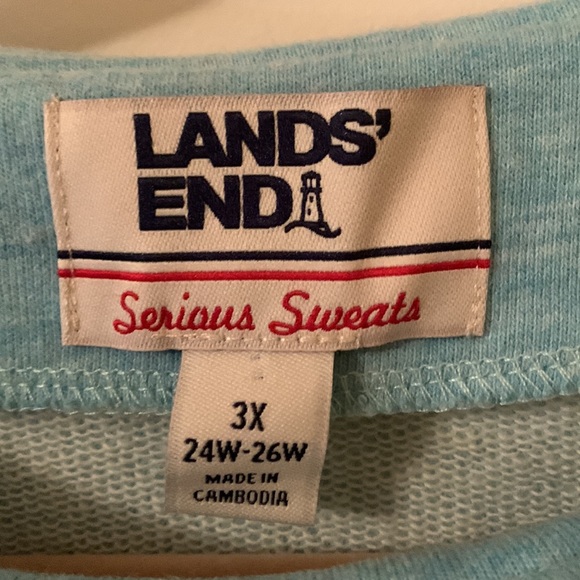 LANDS'
END
Serious Sweats
3X
24W-26W
MADE IN
CAMBODIA